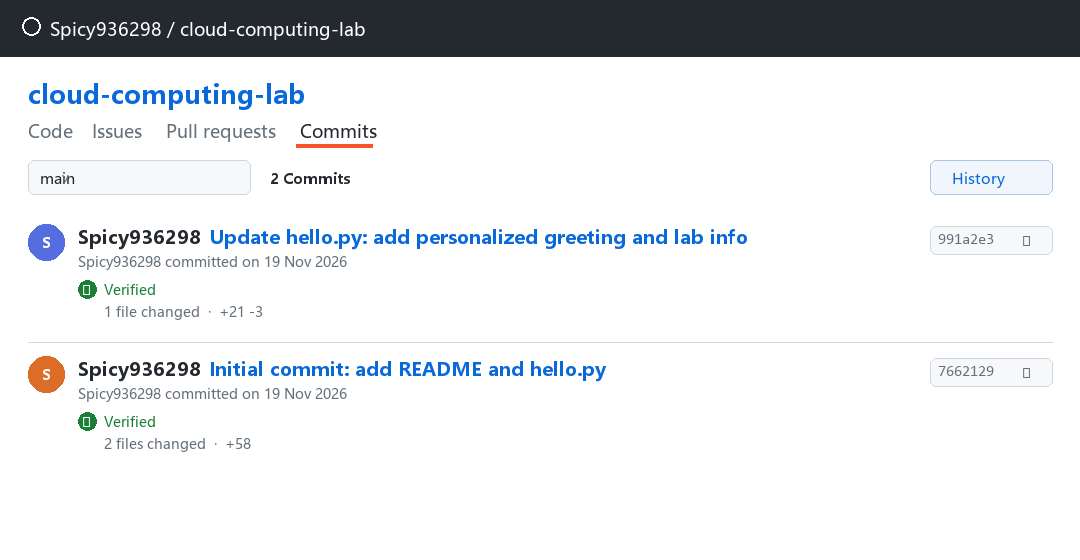 Spicy936298 / cloud-computing-lab
cloud-computing-lab
Code Issues Pull requests Commits
main 2 Commits History
S Spicy936298 Update hello.py: add personalized greeting and lab info 991a2e3
Spicy936298 committed on 19 Nov 2026
Verified
1 file changed · +21 -3
S Spicy936298 Initial commit: add README and hello.py 7662129
Spicy936298 committed on 19 Nov 2026
Verified
2 files changed · +58